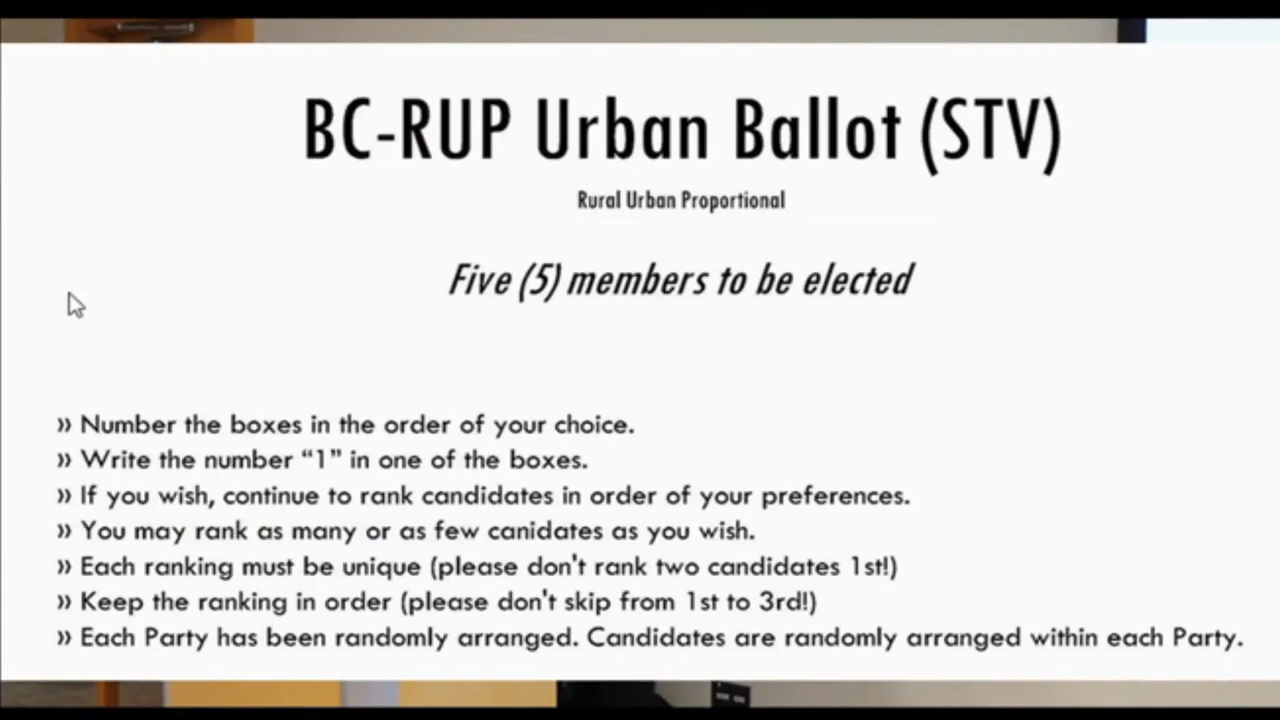 BC-RUP Urban Ballot (STV)
Rural Urban Proportional
Five (5) members to be elected
» Number the boxes in the order of your choice.
» Write the number “1” in one of the boxes.
» If you wish, continue to rank candidates in order of your preferences.
» You may rank as many or as few canidates as you wish.
» Each ranking must be unique (please don't rank two candidates 1st!)
» Keep the ranking in order (please don't skip from 1st to 3rd!)
» Each Party has been randomly arranged. Candidates are randomly arranged within each Party.